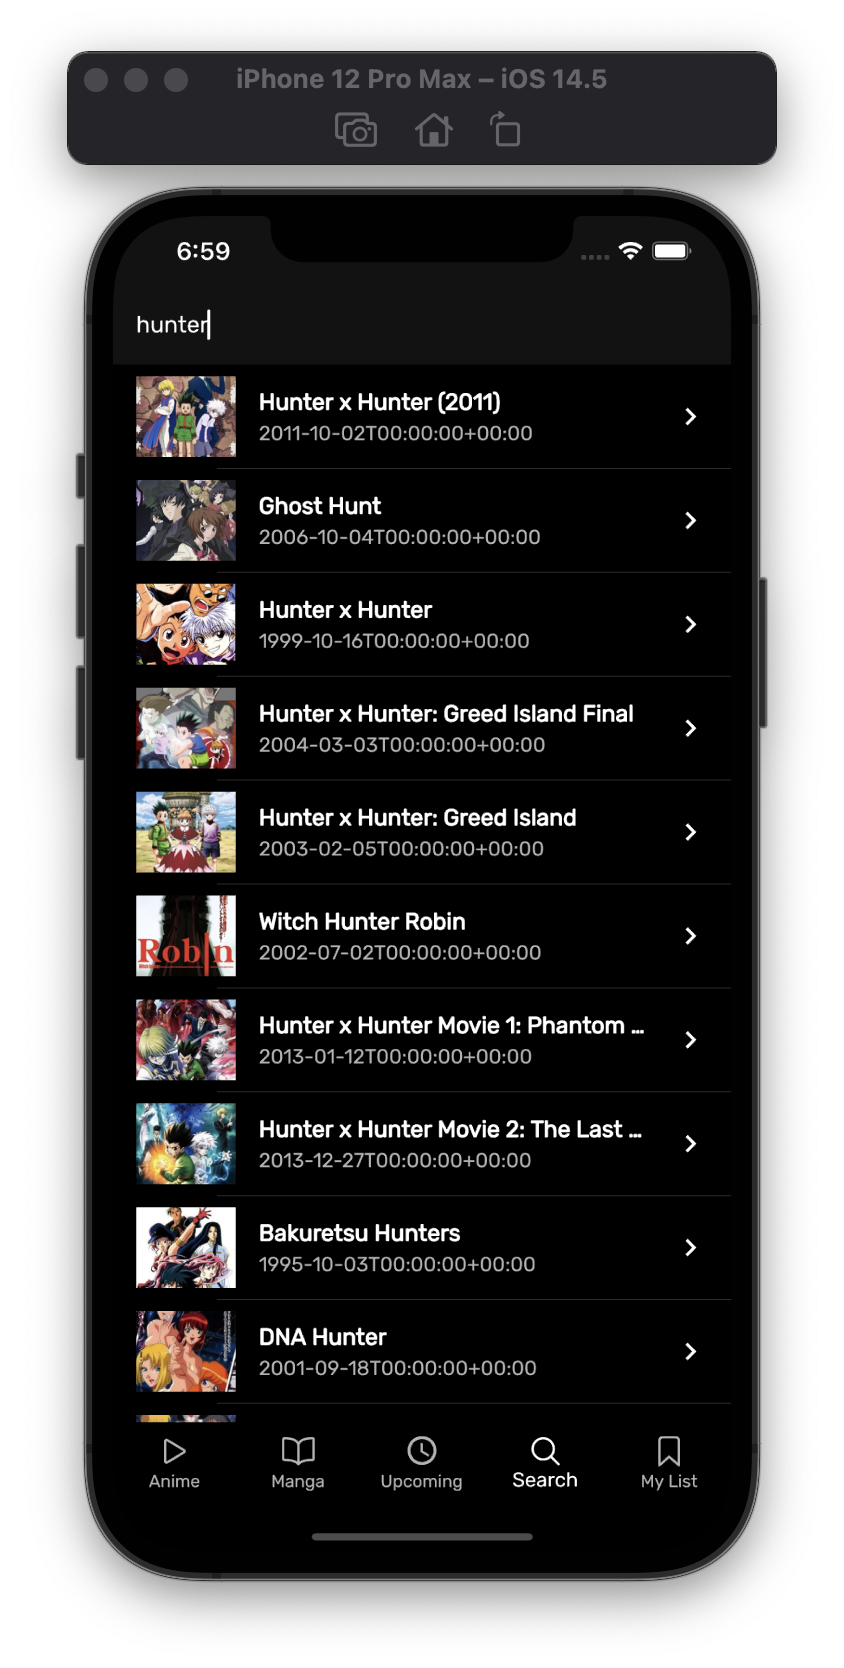 iPhone 12 Pro Max – iOS 14.5
6:59
hunter
Hunter x Hunter (2011)
2011-10-02T00:00:00+00:00
Ghost Hunt
2006-10-04T00:00:00+00:00
Hunter x Hunter
1999-10-16T00:00:00+00:00
Hunter x Hunter: Greed Island Final
2004-03-03T00:00:00+00:00
Hunter x Hunter: Greed Island
2003-02-05T00:00:00+00:00
Robin
Witch Hunter Robin
2002-07-02T00:00:00+00:00
Hunter x Hunter Movie 1: Phantom ...
2013-01-12T00:00:00+00:00
Hunter x Hunter Movie 2: The Last ...
2013-12-27T00:00:00+00:00
Bakuretsu Hunters
1995-10-03T00:00:00+00:00
DNA Hunter
2001-09-18T00:00:00+00:00
Anime
Manga
Upcoming
Search
My List